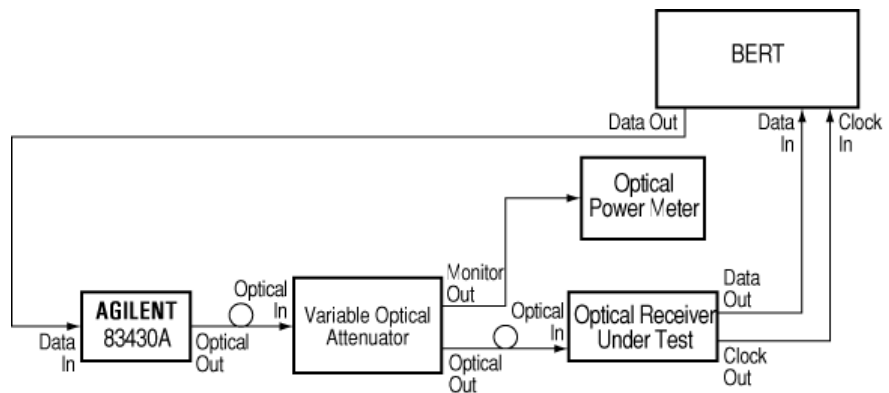 BERT
Data Out
Data
In
Clock
In
Optical
Power Meter
Monitor
Out
Optical
In
AGILENT
83430A
Data
In
Optical
Out
Variable Optical
Attenuator
Optical
In
Optical
Out
Optical Receiver
Under Test
Data
Out
Clock
Out